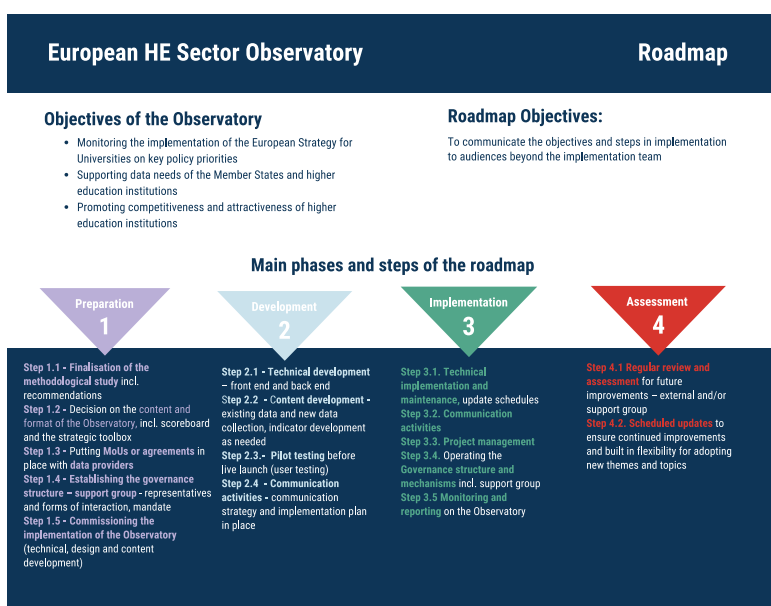 European HE Sector Observatory
Roadmap
Objectives of the Observatory
• Monitoring the implementation of the European Strategy for
Universities on key policy priorities
• Supporting data needs of the Member States and higher
education institutions
• Promoting competitiveness and attractiveness of higher
education institutions
Roadmap Objectives:
To communicate the objectives and steps in implementation
to audiences beyond the implementation team
Main phases and steps of the roadmap
Preparation
1
Step 1.1 - Finalisation of the
methodological study incl.
recommendations
Step 1.2 - Decision on the content and
format of the Observatory, incl. scoreboard
and the strategic toolbox
Step 1.3 - Putting MoUs or agreements in
place with data providers
Step 1.4 - Establishing the governance
structure – support group - representatives
and forms of interaction, mandate
Step 1.5 - Commissioning the
implementation of the Observatory
(technical, design and content
development)
Development
2
Step 2.1 - Technical development
– front end and back end
Step2.2 - Content development -
existing data and new data
collection, indicator development
as needed
Step 2.3.- Pilot testing before
live launch (user testing)
Step 2.4 - Communication
activities - communication
strategy and implementation plan
in place
Implementation
3
Step 3.1. Technical
implementation and
maintenance, update schedules
Step 3.2. Communication
activities
Step 3.3. Project management
Step 3.4. Operating the
Governance structure and
mechanisms incl. support group
Step 3.5 Monitoring and
reporting on the Observatory
Assessment
4
Step 4.1 Regular review and
assessment for future
improvements – external and/or
support group
Step 4.2. Scheduled updates to
ensure continued improvements
and built in flexibility for adopting
new themes and topics